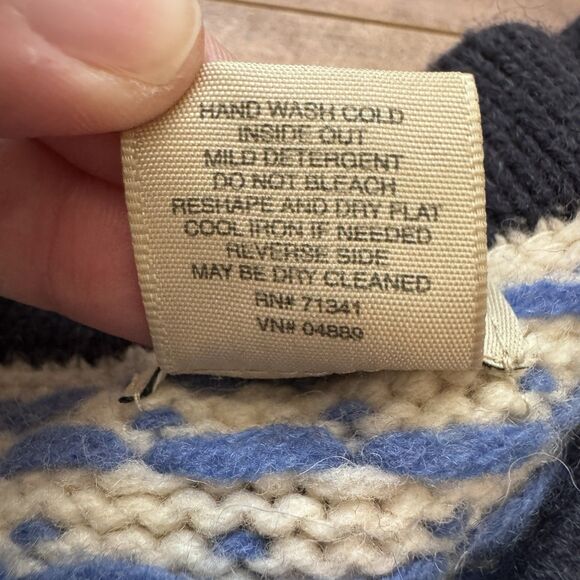 HAND WASH COLD
INSIDE OUT
MILD DETERGENT
DO NOT BLEACH
RESHAPE AND DRY FLAT
COOL IRON IF NEEDED
REVERSE SIDE
MAY BE DRY CLEANED
RN# 71341
VN# 04889